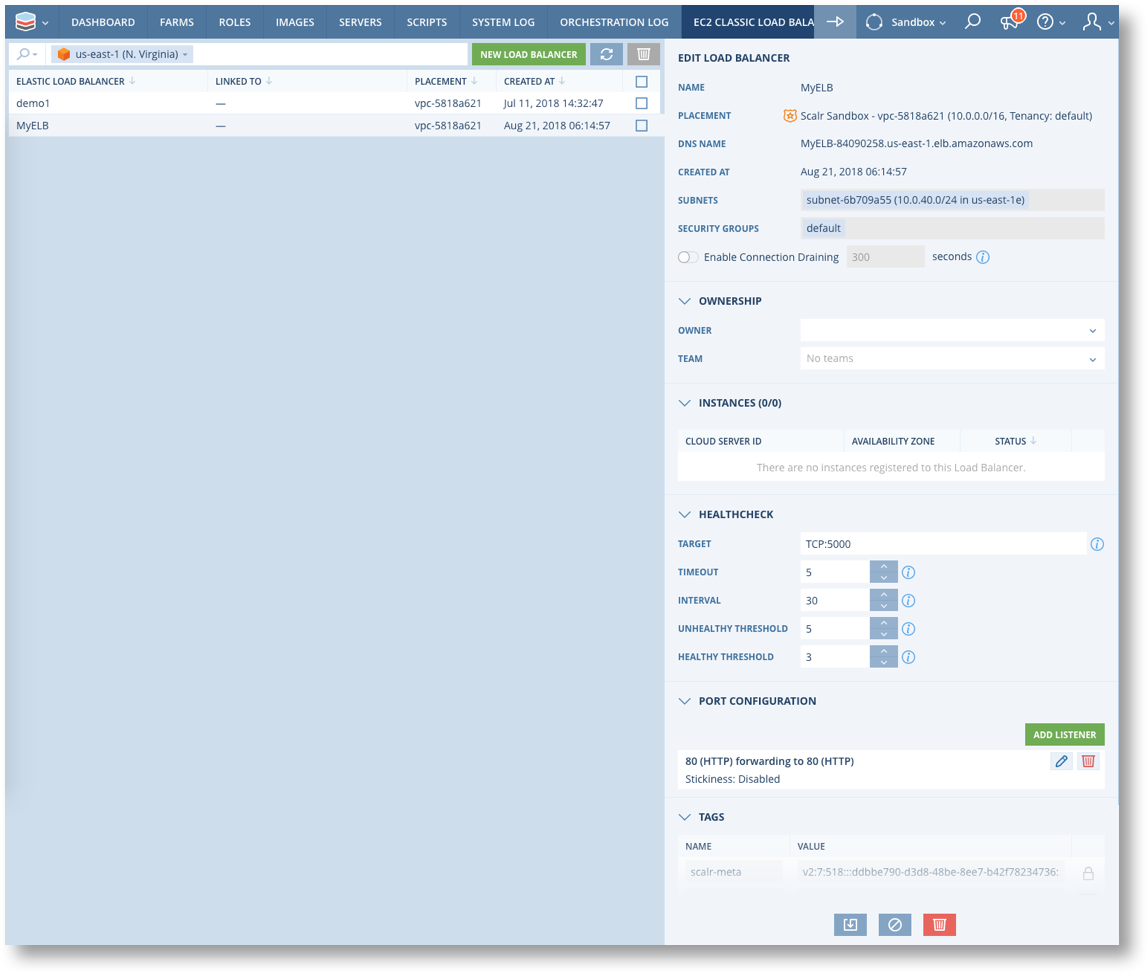 DASHBOARD FARMS ROLES IMAGES SERVERS SCRIPTS SYSTEM LOG ORCHESTRATION LOG EC2 CLASSIC LOAD BALA Sandbox 11
us-east-1 (N. Virginia) NEW LOAD BALANCER
ELASTIC LOAD BALANCER LINKED TO PLACEMENT CREATED AT
demo1 — vpc-5818a621 Jul 11, 2018 14:32:47
MyELB — vpc-5818a621 Aug 21, 2018 06:14:57
EDIT LOAD BALANCER
NAME MyELB
PLACEMENT Scalr Sandbox - vpc-5818a621 (10.0.0.0/16, Tenancy: default)
DNS NAME MyELB-84090258.us-east-1.elb.amazonaws.com
CREATED AT Aug 21, 2018 06:14:57
SUBNETS subnet-6b709a55 (10.0.40.0/24 in us-east-1e)
SECURITY GROUPS default
Enable Connection Draining 300 seconds
OWNERSHIP
OWNER
TEAM No teams
INSTANCES (0/0)
CLOUD SERVER ID AVAILABILITY ZONE STATUS
There are no instances registered to this Load Balancer.
HEALTHCHECK
TARGET TCP:5000
TIMEOUT 5
INTERVAL 30
UNHEALTHY THRESHOLD 5
HEALTHY THRESHOLD 3
PORT CONFIGURATION
ADD LISTENER
80 (HTTP) forwarding to 80 (HTTP)
Stickiness: Disabled
TAGS
NAME VALUE
scalr-meta v2:7:518:::ddbbe790-d3d8-48be-8ee7-b42f78234736: